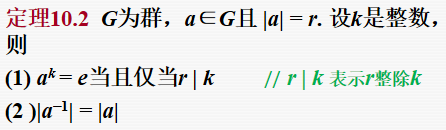 定理10.2 G为群，a∈G且 |a| = r. 设k是整数，
则
(1) aᵏ = e当且仅当r | k // r | k 表示r整除k
(2 )|a⁻¹| = |a|